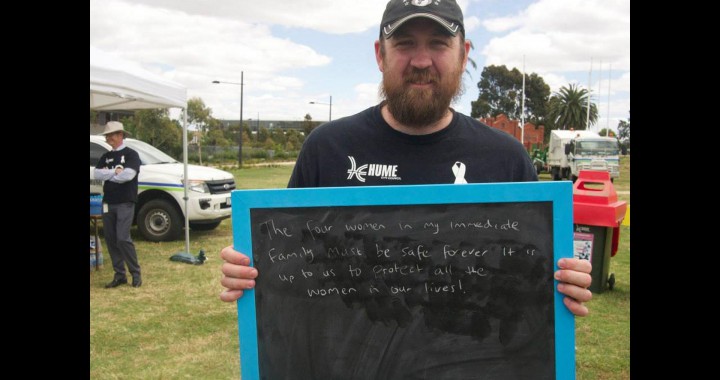 HUME
The four women in my immediate
family must be safe forever It is
up to us to protect all the
women in our lives!